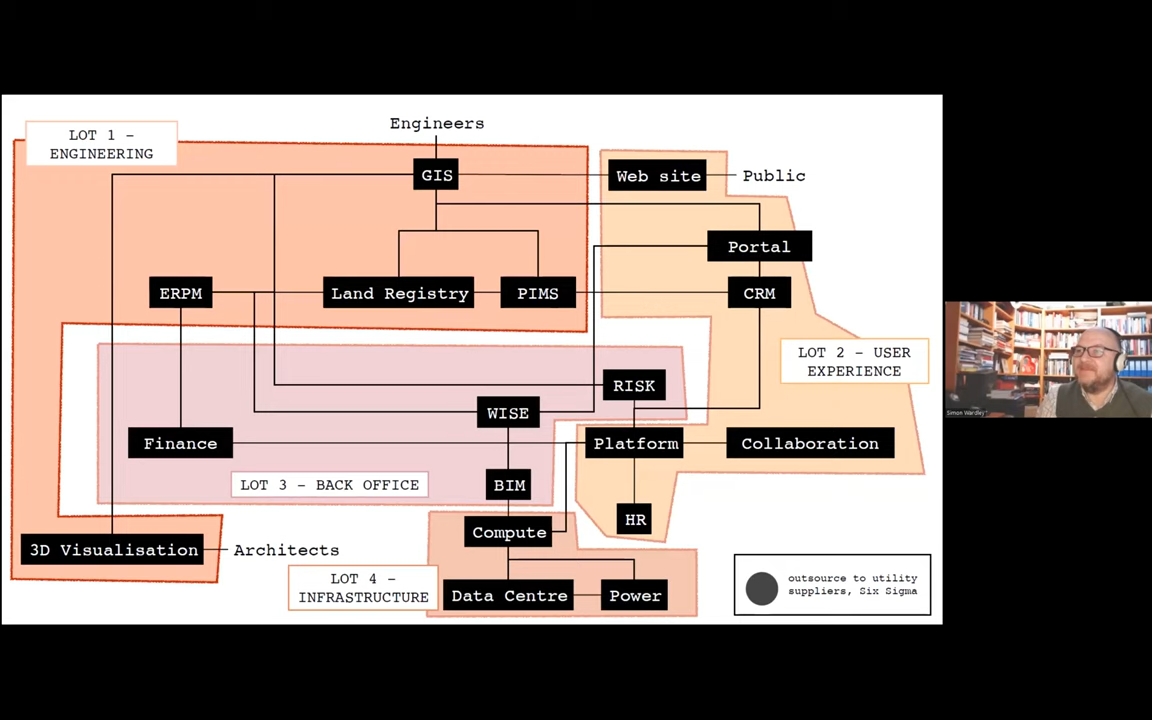 Engineers
LOT 1 –
ENGINEERING
GIS
Web site
Public
Portal
ERPM
Land Registry
PIMS
CRM
LOT 2 – USER
EXPERIENCE
RISK
WISE
Finance
Platform
Collaboration
LOT 3 – BACK OFFICE
BIM
HR
Compute
3D Visualisation
Architects
LOT 4 –
INFRASTRUCTURE
Data Centre
Power
outsource to utility
suppliers, Six Sigma
Simon Wardley